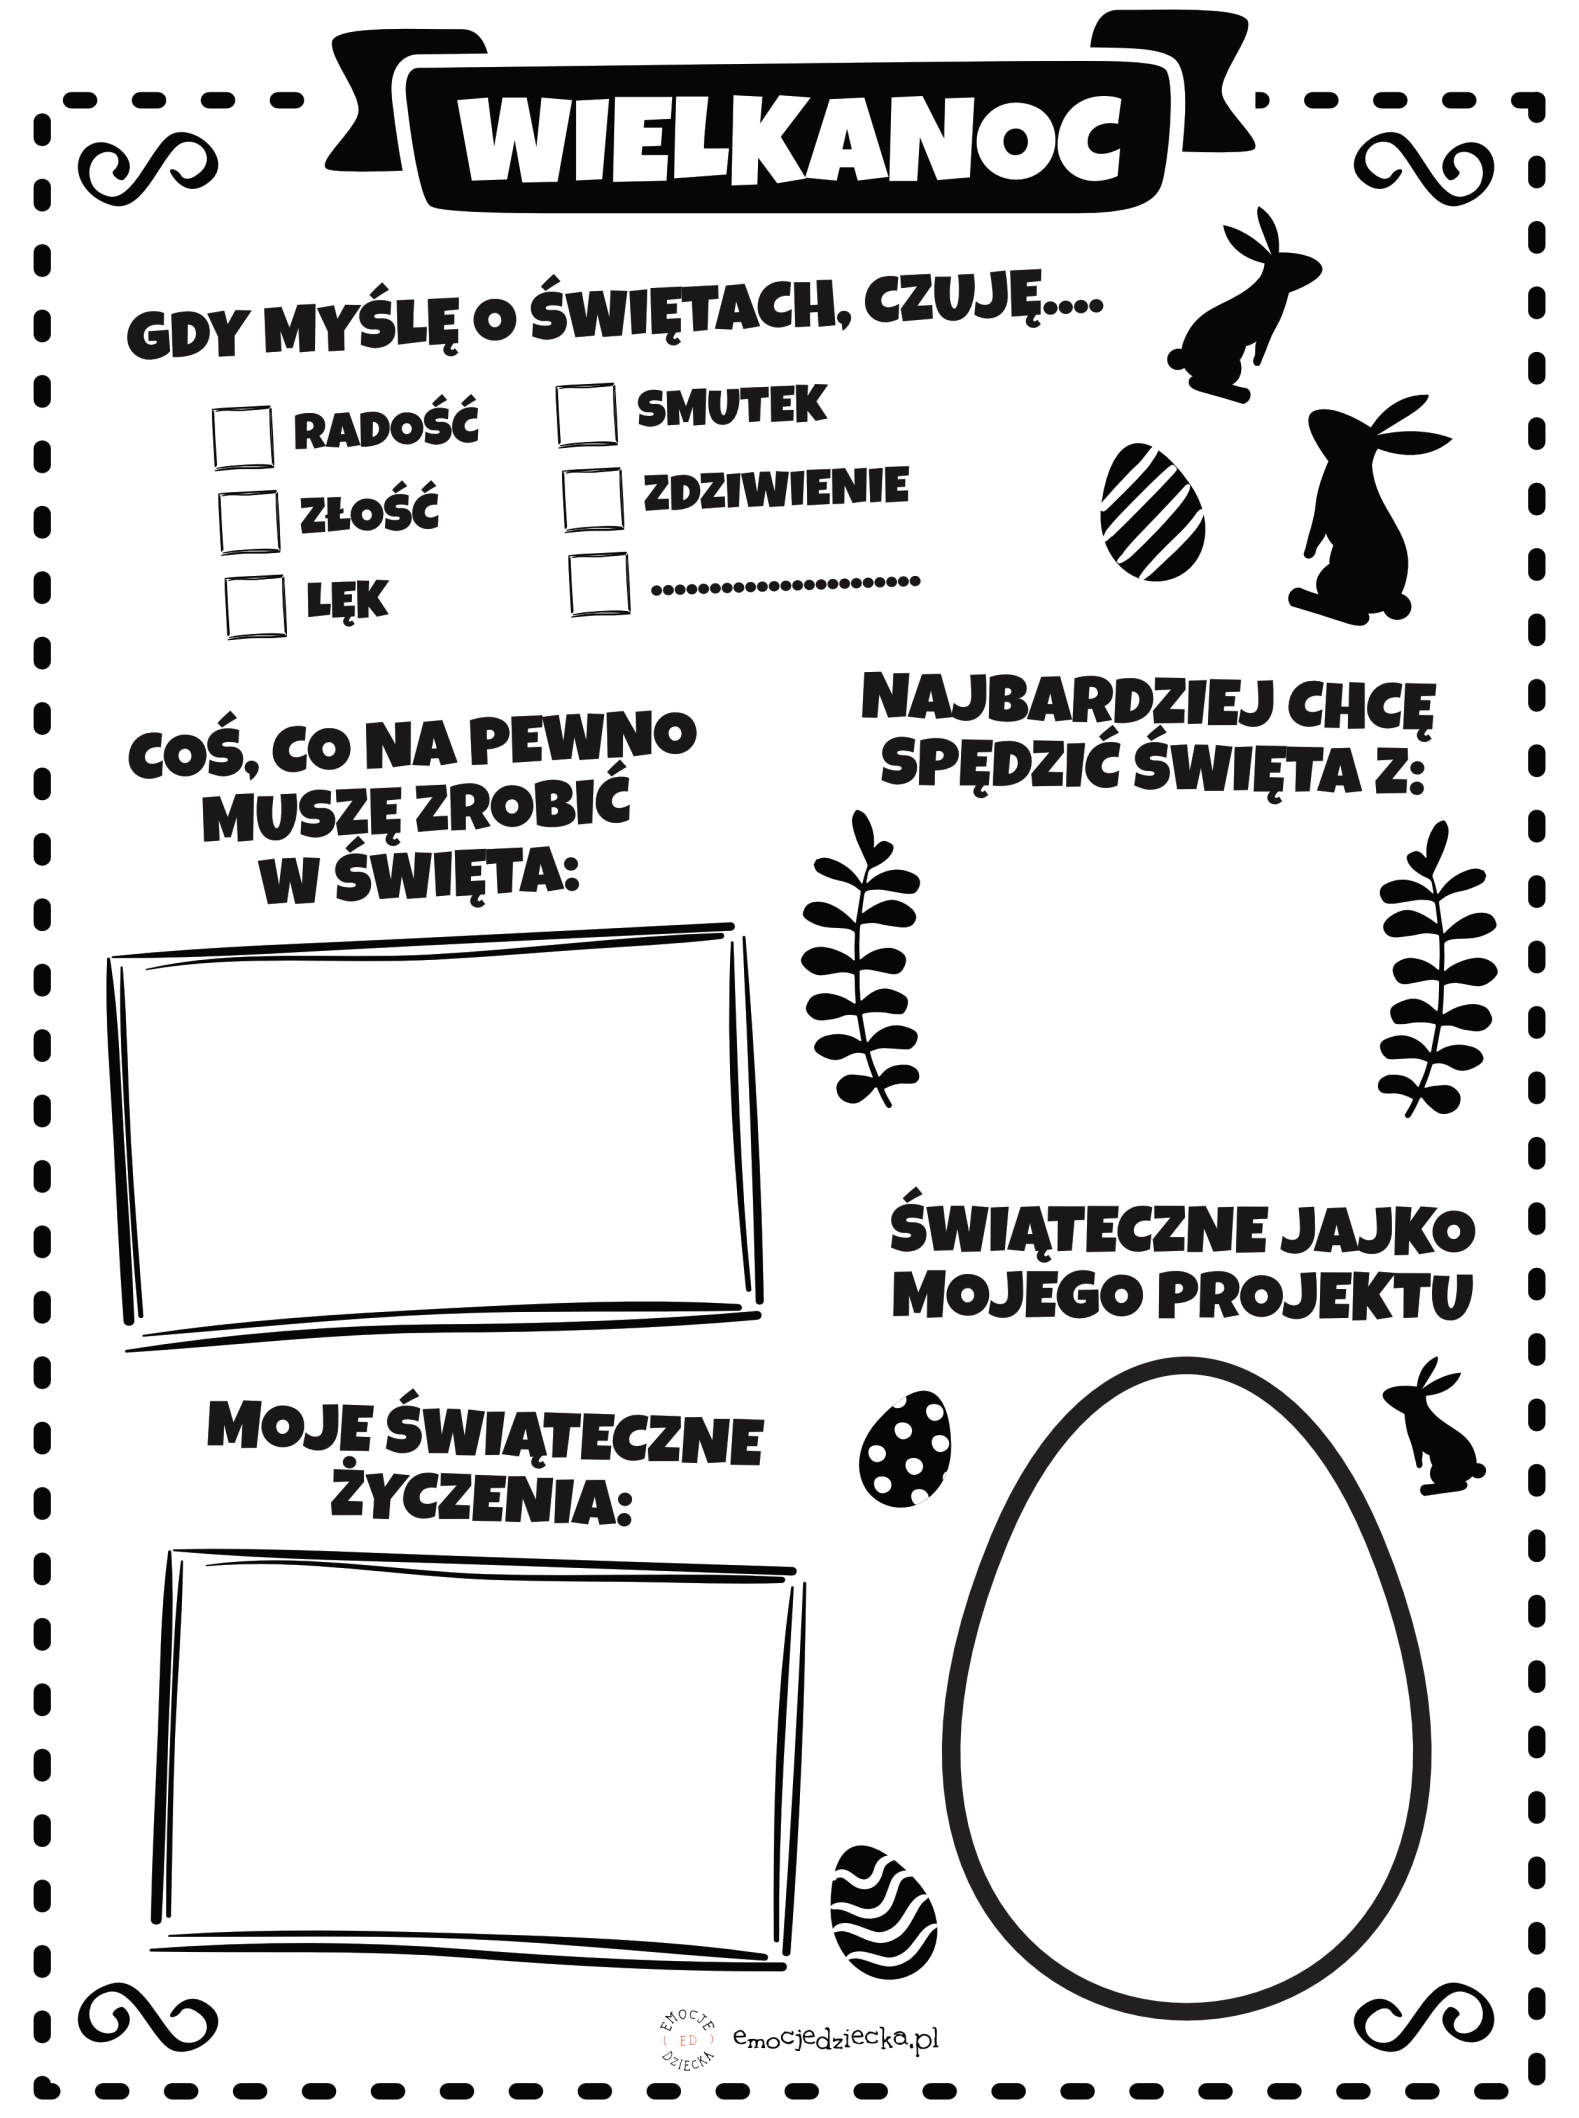 WIELKANOC
GDY MYŚLĘ O ŚWIĘTACH, CZUJĘ....
RADOŚĆ
ZŁOŚĆ
LĘK
SMUTEK
ZDZIWIENIE
.......................
COŚ, CO NA PEWNO
MUSZĘ ZROBIĆ
W ŚWIĘTA:
NAJBARDZIEJ CHCĘ
SPĘDZIĆ ŚWIĘTA Z:
ŚWIĄTECZNE JAJKO
MOJEGO PROJEKTU
MOJE ŚWIĄTECZNE
ŻYCZENIA:
EMOCJE
( ED )
DZIECKA
emocjedziecka.pl